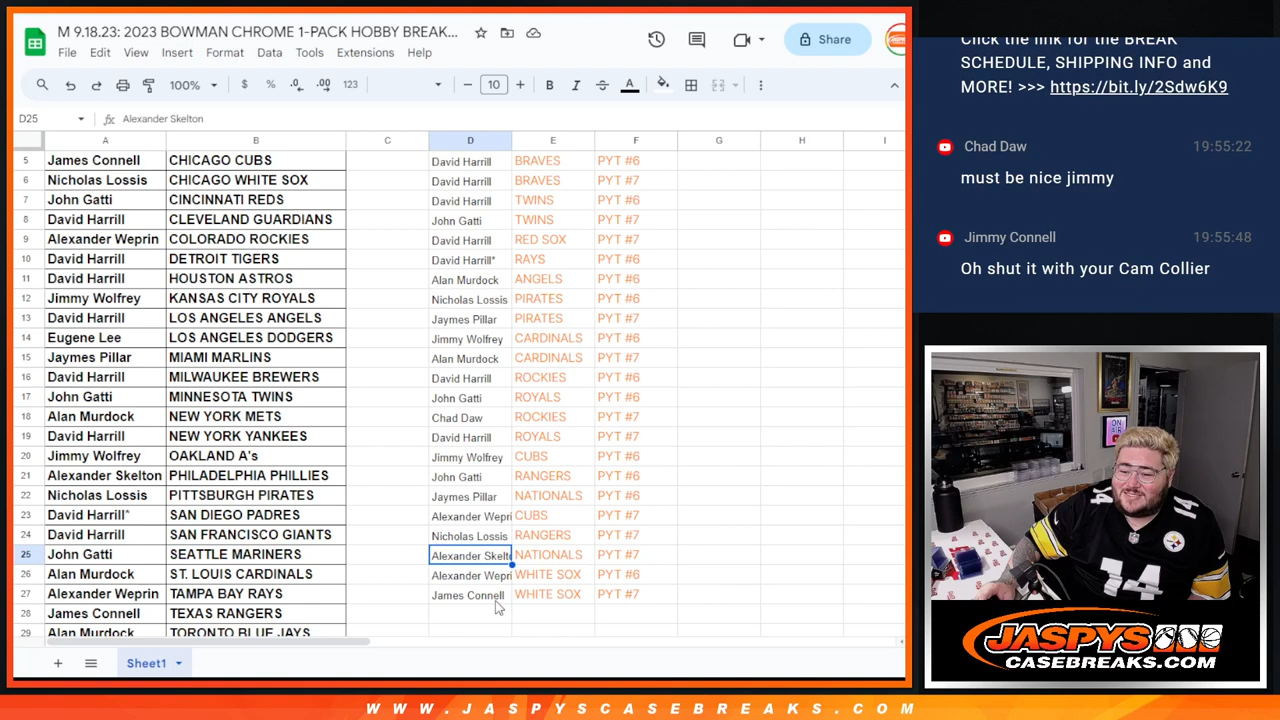 M 9.18.23: 2023 BOWMAN CHROME 1-PACK HOBBY BREAK...
File Edit View Insert Format Data Tools Extensions Help
Share
100% $ % .0 .00 123 10 B I A
D25 fx Alexander Skelton
A B C D E F G H I
5 James Connell CHICAGO CUBS David Harrill BRAVES PYT #6
6 Nicholas Lossis CHICAGO WHITE SOX David Harrill BRAVES PYT #7
7 John Gatti CINCINNATI REDS David Harrill TWINS PYT #6
8 David Harrill CLEVELAND GUARDIANS John Gatti TWINS PYT #7
9 Alexander Weprin COLORADO ROCKIES David Harrill RED SOX PYT #7
10 David Harrill DETROIT TIGERS David Harrill* RAYS PYT #6
11 David Harrill HOUSTON ASTROS Alan Murdock ANGELS PYT #6
12 Jimmy Wolfrey KANSAS CITY ROYALS Nicholas Lossis PIRATES PYT #6
13 David Harrill LOS ANGELES ANGELS Jaymes Pillar PIRATES PYT #7
14 Eugene Lee LOS ANGELES DODGERS Jimmy Wolfrey CARDINALS PYT #6
15 Jaymes Pillar MIAMI MARLINS Alan Murdock CARDINALS PYT #7
16 David Harrill MILWAUKEE BREWERS David Harrill ROCKIES PYT #6
17 David Harrill MINNESOTA TWINS John Gatti ROYALS PYT #6
18 Alan Murdock NEW YORK METS Chad Daw ROCKIES PYT #7
19 David Harrill NEW YORK YANKEES David Harrill ROYALS PYT #7
20 Jimmy Wolfrey OAKLAND A's Jimmy Wolfrey CUBS PYT #6
21 Alexander Skelton PHILADELPHIA PHILLIES John Gatti RANGERS PYT #6
22 Nicholas Lossis PITTSBURGH PIRATES Jaymes Pillar NATIONALS PYT #6
23 David Harrill* SAN DIEGO PADRES Alexander Wepri CUBS PYT #7
24 David Harrill SAN FRANCISCO GIANTS Nicholas Lossis RANGERS PYT #7
25 John Gatti SEATTLE MARINERS Alexander Skelto NATIONALS PYT #7
26 Alan Murdock ST. LOUIS CARDINALS Alexander Wepri WHITE SOX PYT #6
27 Alexander Weprin TAMPA BAY RAYS James Connell WHITE SOX PYT #7
28 James Connell TEXAS RANGERS
29 Alan Murdock TORONTO BLUE JAYS
Sheet1
Click the link for the BREAK
SCHEDULE, SHIPPING INFO and
MORE! >>> https://bit.ly/2Sdw6K9
Chad Daw 19:55:22
must be nice jimmy
Jimmy Connell 19:55:48
Oh shut it with your Cam Collier
ON AIR
14
14
JASPYS
CASEBREAKS.COM
WWW.JASPYSCASEBREAKS.COM